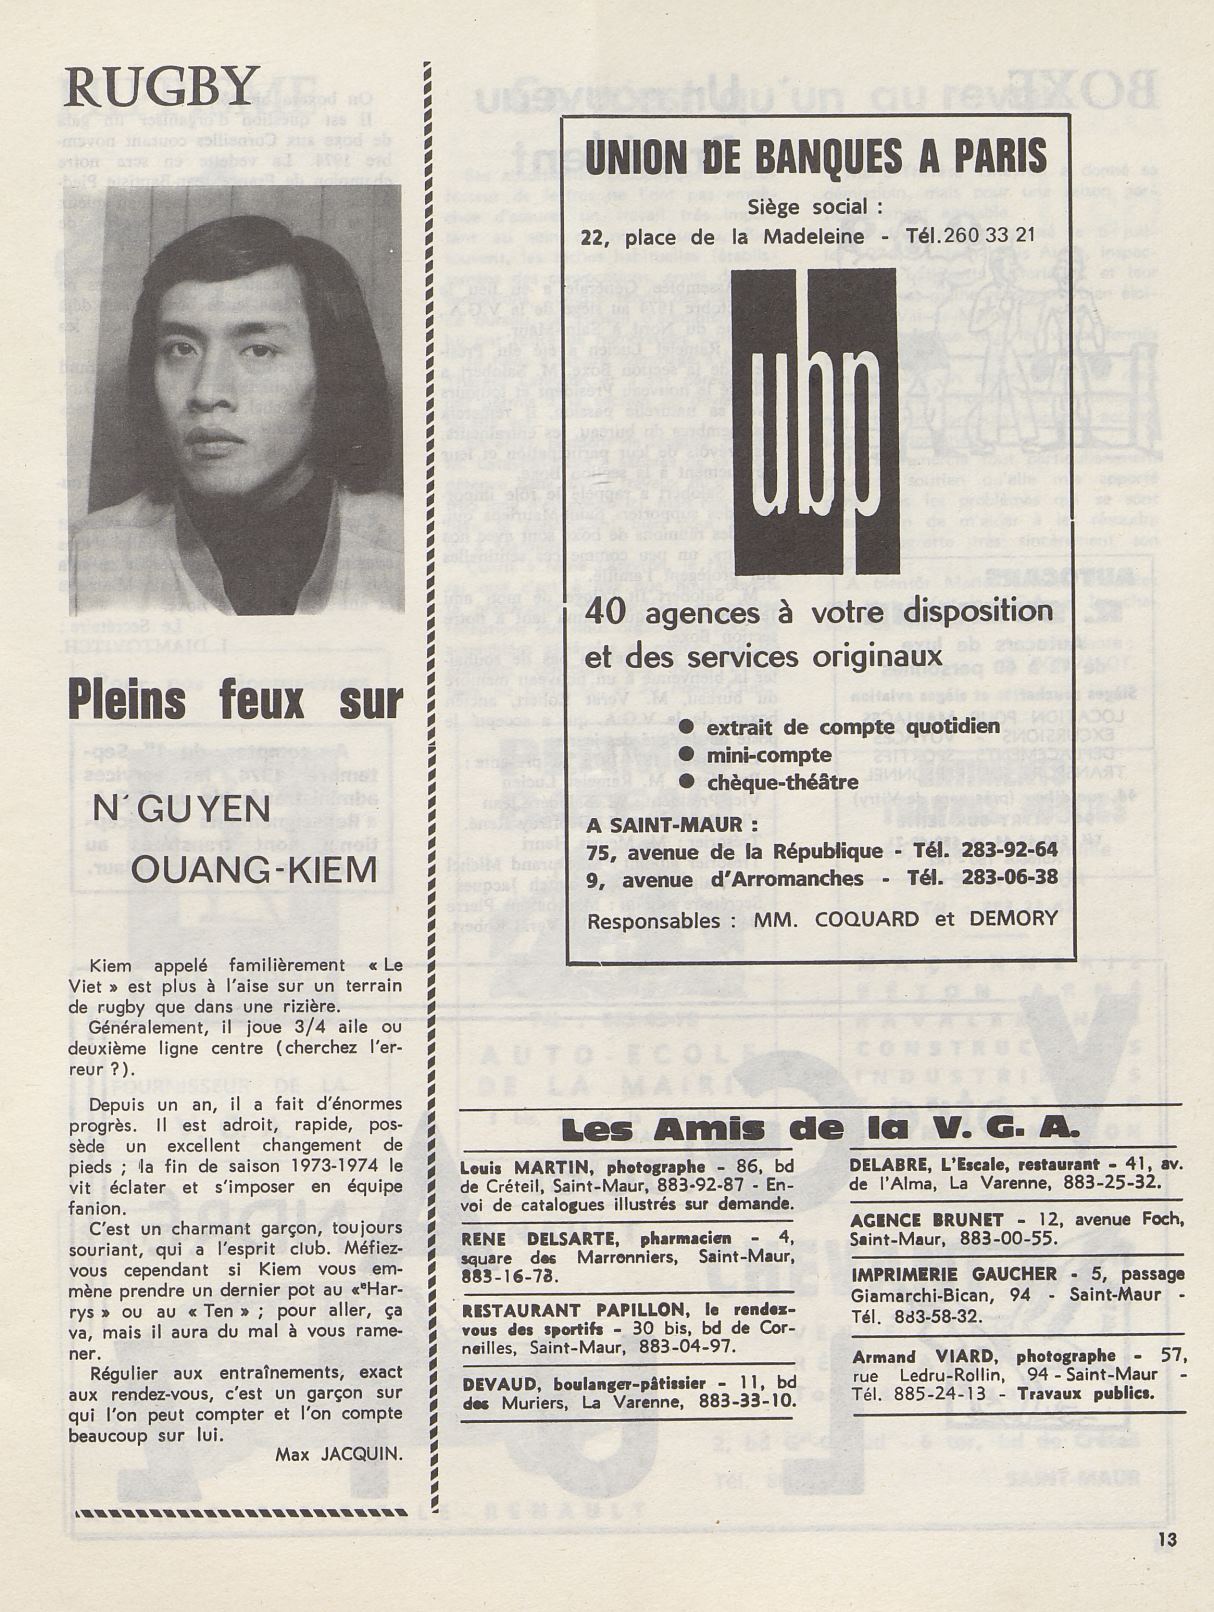 RUGBY
Pleins feux sur
N'GUYEN
OUANG-KIEM
Kiem appelé familièrement « Le
Viet » est plus à l'aise sur un terrain
de rugby que dans une rizière.
Généralement, il joue 3/4 aile ou
deuxième ligne centre (cherchez l'er-
reur ?).
Depuis un an, il a fait d'énormes
progrès. Il est adroit, rapide, pos-
sède un excellent changement de
pieds ; la fin de saison 1973-1974 le
vit éclater et s'imposer en équipe
fanion.
C'est un charmant garçon, toujours
souriant, qui a l'esprit club. Méfiez-
vous cependant si Kiem vous em-
mène prendre un dernier pot au « Har-
rys » ou au « Ten » ; pour aller, ça
va, mais il aura du mal à vous rame-
ner.
Régulier aux entraînements, exact
aux rendez-vous, c'est un garçon sur
qui l'on peut compter et l'on compte
beaucoup sur lui.
Max JACQUIN.
UNION DE BANQUES A PARIS
Siège social :
22, place de la Madeleine - Tél.260 33 21
ubp
40 agences à votre disposition
et des services originaux
● extrait de compte quotidien
● mini-compte
● chèque-théâtre
A SAINT-MAUR :
75, avenue de la République - Tél. 283-92-64
9, avenue d'Arromanches - Tél. 283-06-38
Responsables : MM. COQUARD et DEMORY
Les Amis de la V. G. A.
Louis MARTIN, photographe - 86, bd
de Créteil, Saint-Maur, 883-92-87 - En-
voi de catalogues illustrés sur demande.
RENE DELSARTE, pharmacien - 4,
square des Marronniers, Saint-Maur,
883-16-73.
RESTAURANT PAPILLON, le rendez-
vous des sportifs - 30 bis, bd de Cor-
neilles, Saint-Maur, 883-04-97.
DEVAUD, boulanger-pâtissier - 11, bd
des Muriers, La Varenne, 883-33-10.
DELABRE, L'Escale, restaurant - 41, av.
de l'Alma, La Varenne, 883-25-32.
AGENCE BRUNET - 12, avenue Foch,
Saint-Maur, 883-00-55.
IMPRIMERIE GAUCHER - 5, passage
Giamarchi-Bican, 94 - Saint-Maur -
Tél. 883-58-32.
Armand VIARD, photographe - 57,
rue Ledru-Rollin, 94 - Saint-Maur -
Tél. 885-24-13 - Travaux publics.
13